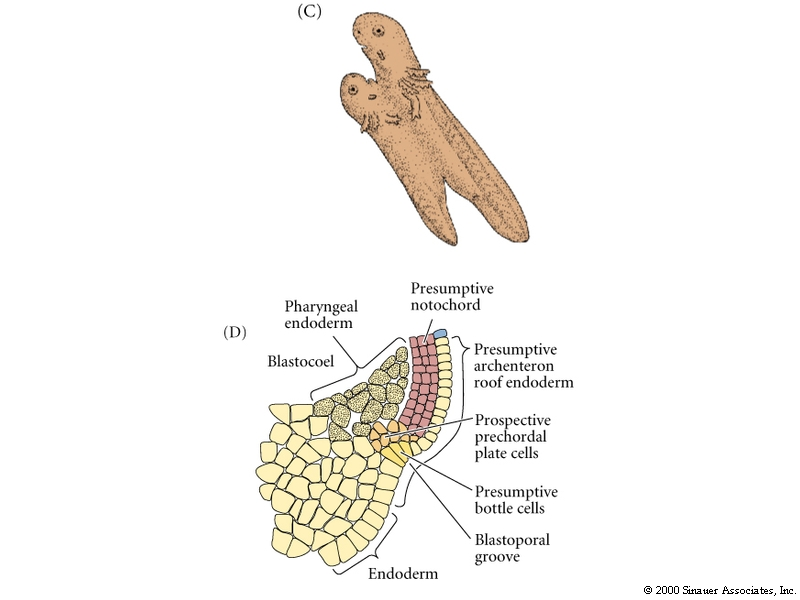 (C)
(D)
Pharyngeal
endoderm
Blastocoel
Presumptive
notochord
Presumptive
archenteron
roof endoderm
Prospective
prechordal
plate cells
Presumptive
bottle cells
Blastoporal
groove
Endoderm
© 2000 Sinauer Associates, Inc.